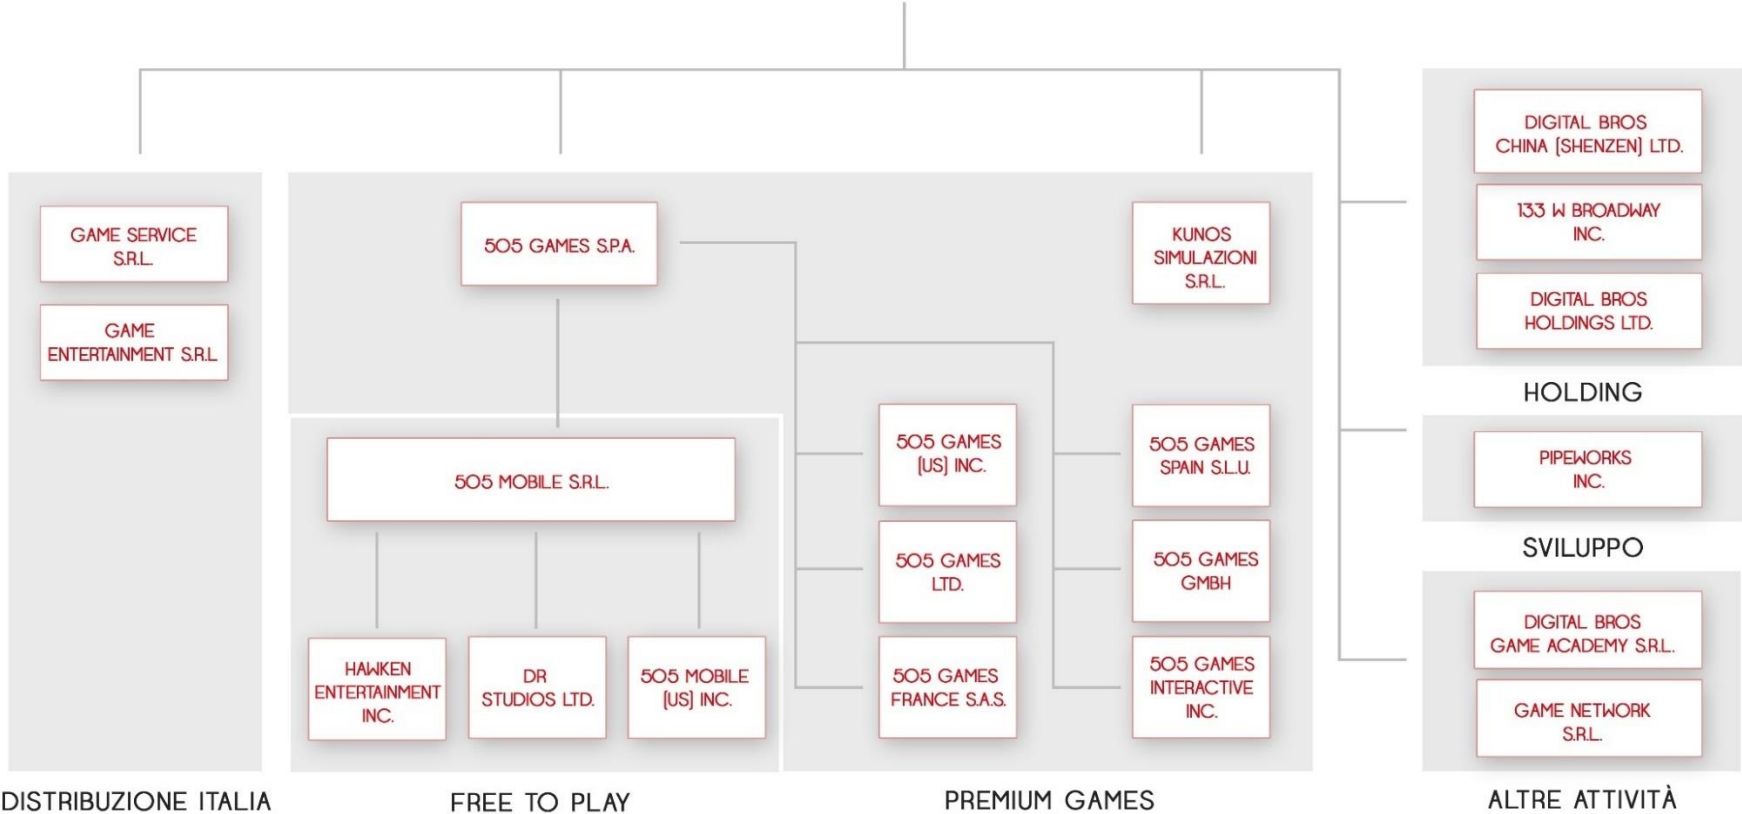 GAME SERVICE
S.R.L.
GAME
ENTERTAINMENT S.R.L
DISTRIBUZIONE ITALIA
505 GAMES S.P.A.
KUNOS
SIMULAZIONI
S.R.L.
505 MOBILE S.R.L.
HAWKEN
ENTERTAINMENT
INC.
DR
STUDIOS LTD.
505 MOBILE
(US) INC.
FREE TO PLAY
505 GAMES
(US) INC.
505 GAMES
SPAIN S.L.U.
505 GAMES
LTD.
505 GAMES
GMBH
505 GAMES
FRANCE S.A.S.
505 GAMES
INTERACTIVE
INC.
PREMIUM GAMES
DIGITAL BROS
CHINA (SHENZEN) LTD.
133 W BROADWAY
INC.
DIGITAL BROS
HOLDINGS LTD.
HOLDING
PIPEWORKS
INC.
SVILUPPO
DIGITAL BROS
GAME ACADEMY S.R.L.
GAME NETWORK
S.R.L.
ALTRE ATTIVITÀ